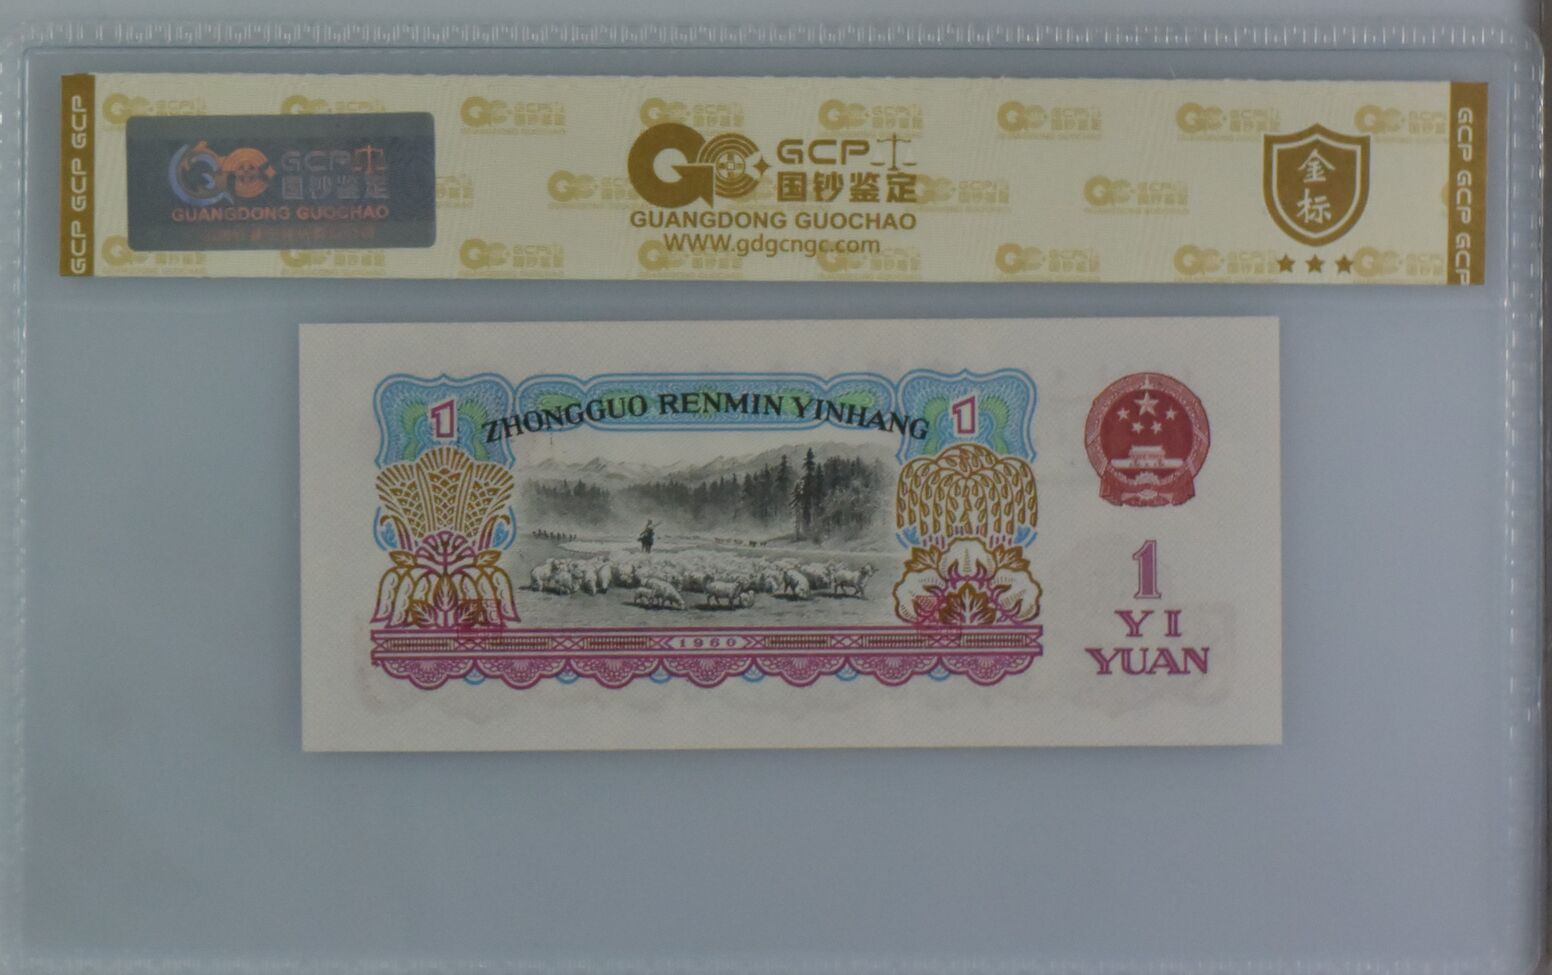 GCP GCP GCP
GCP
国钞鉴定
GUANGDONG GUOCHAO
GCP
国钞鉴定
GUANGDONG GUOCHAO
WWW.gdgcngc.com
金
标
GCP GCP GCP
ZHONGGUO RENMIN YINHANG
1
1
1960
1
YI
YUAN